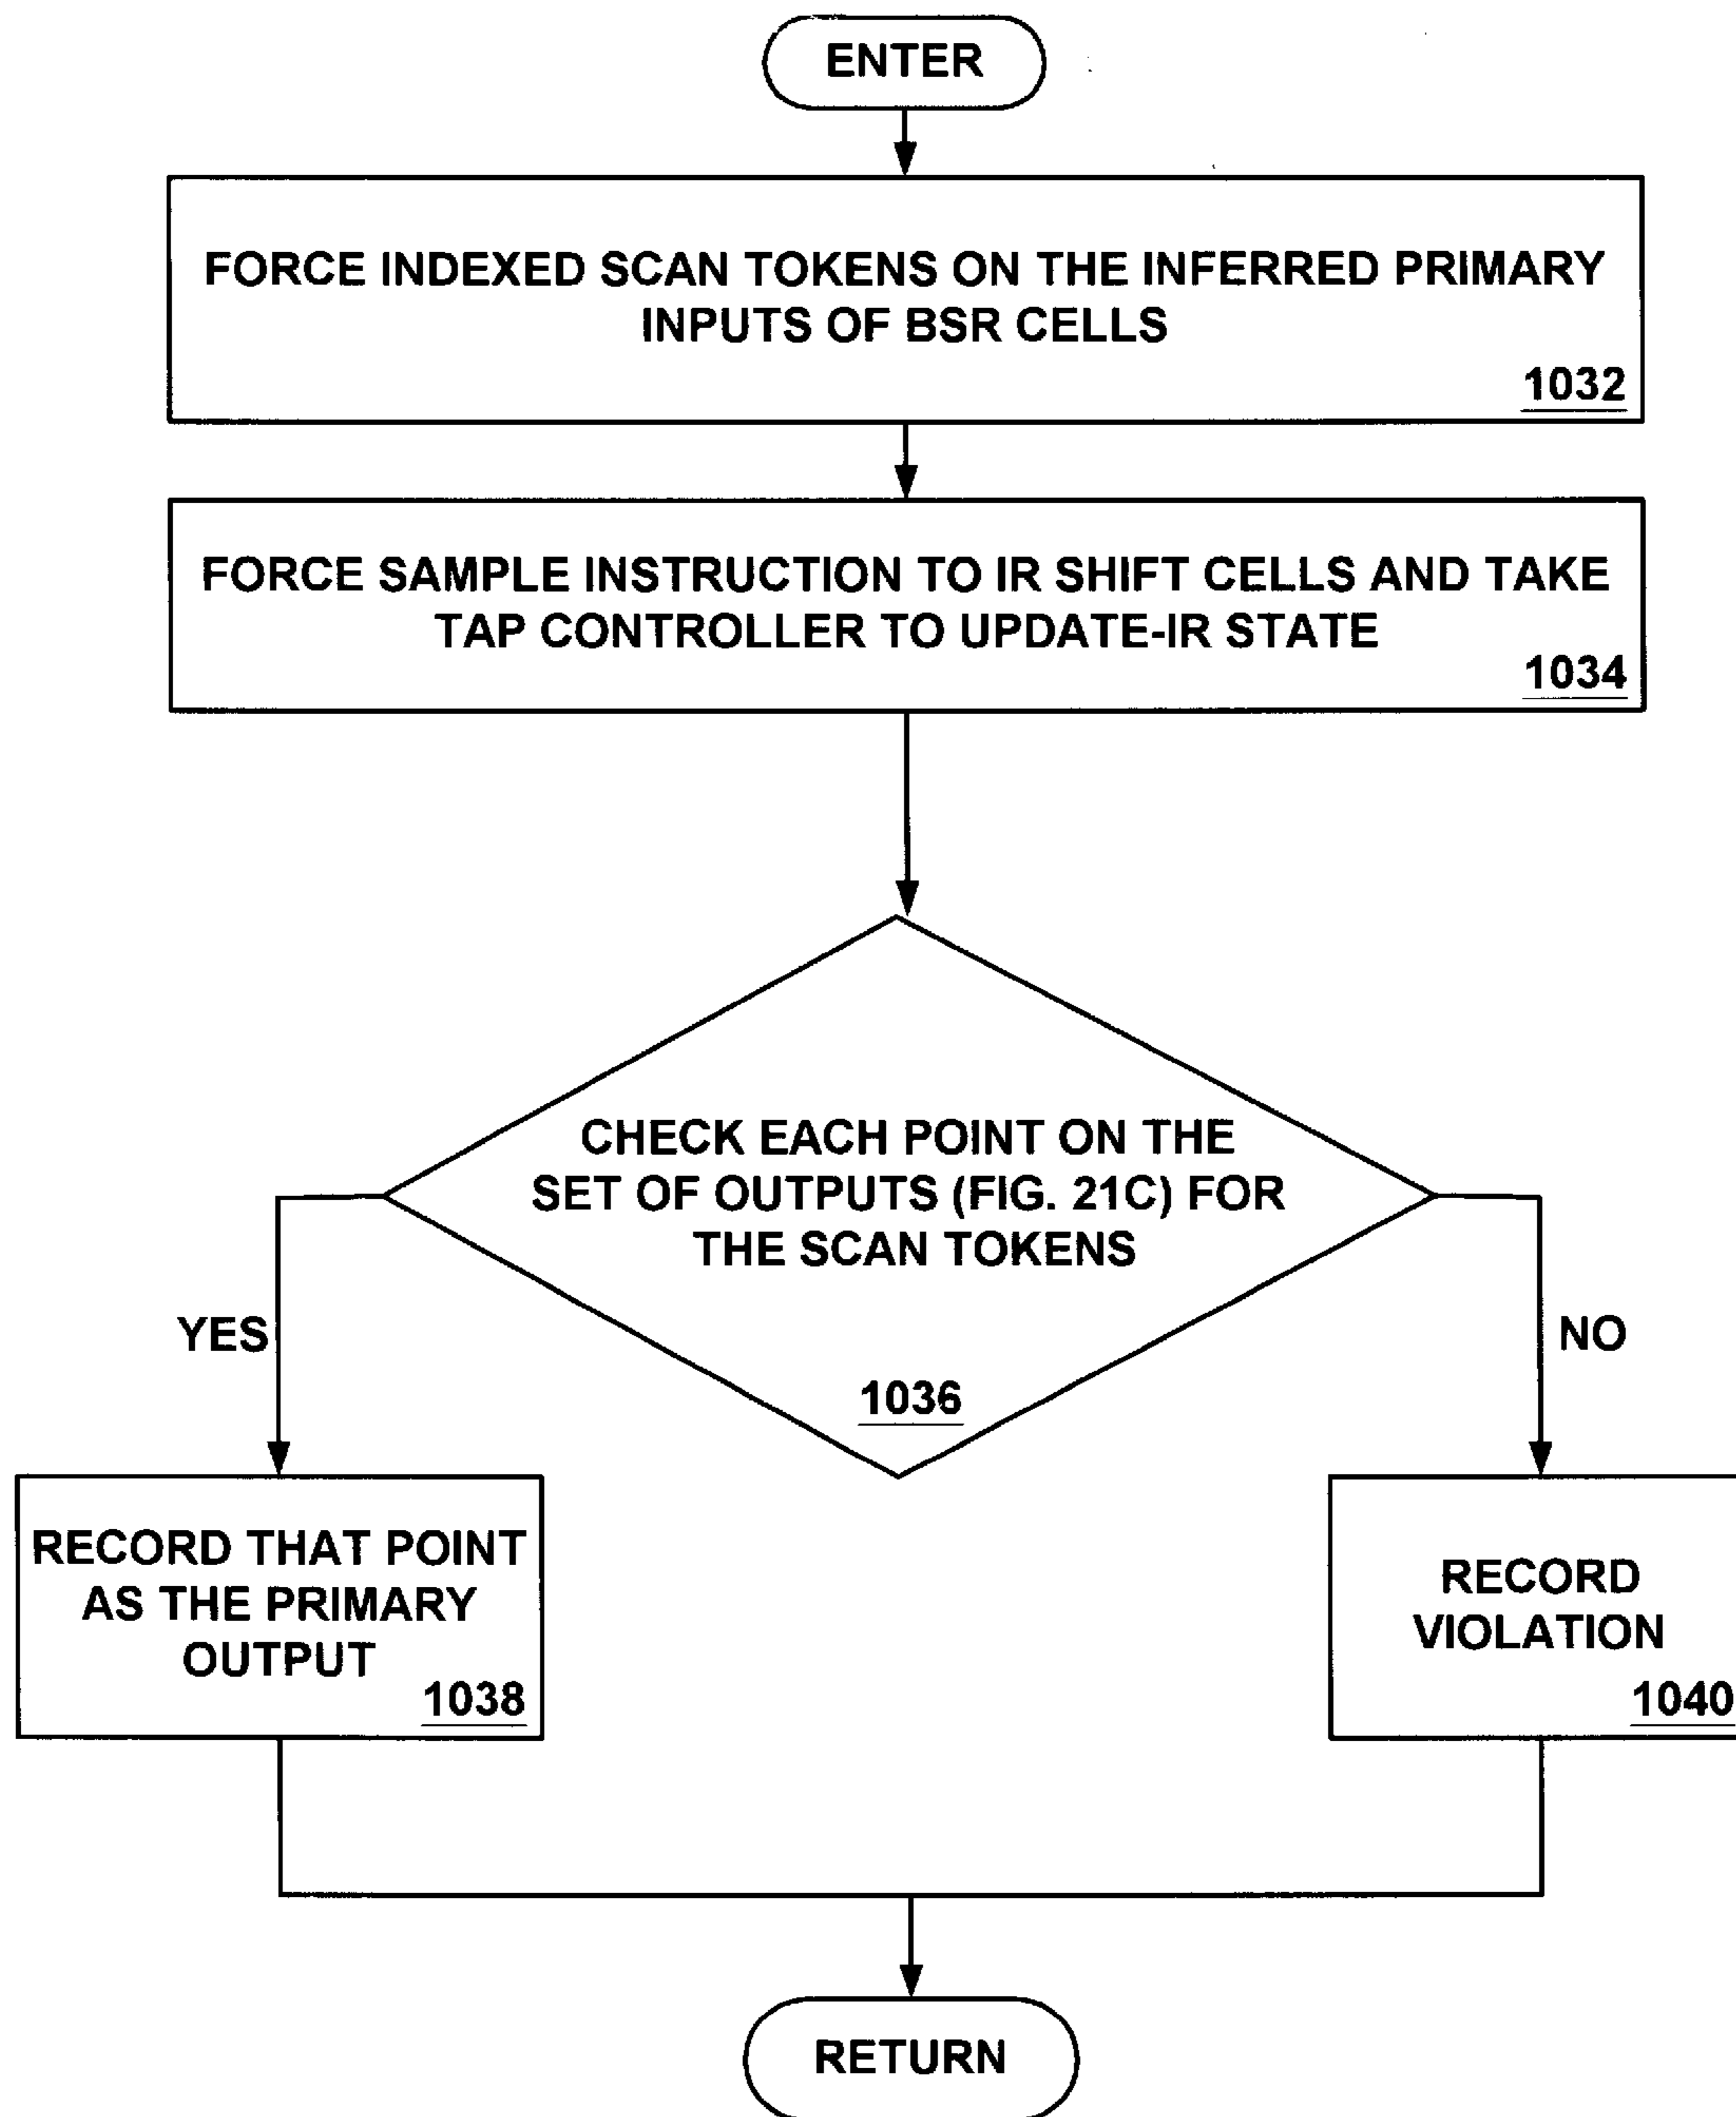 ENTER
FORCE INDEXED SCAN TOKENS ON THE INFERRED PRIMARY
INPUTS OF BSR CELLS
1032
FORCE SAMPLE INSTRUCTION TO IR SHIFT CELLS AND TAKE
TAP CONTROLLER TO UPDATE-IR STATE
1034
CHECK EACH POINT ON THE
SET OF OUTPUTS (FIG. 21C) FOR
THE SCAN TOKENS
1036
YES
NO
RECORD THAT POINT
AS THE PRIMARY
OUTPUT
1038
RECORD
VIOLATION
1040
RETURN